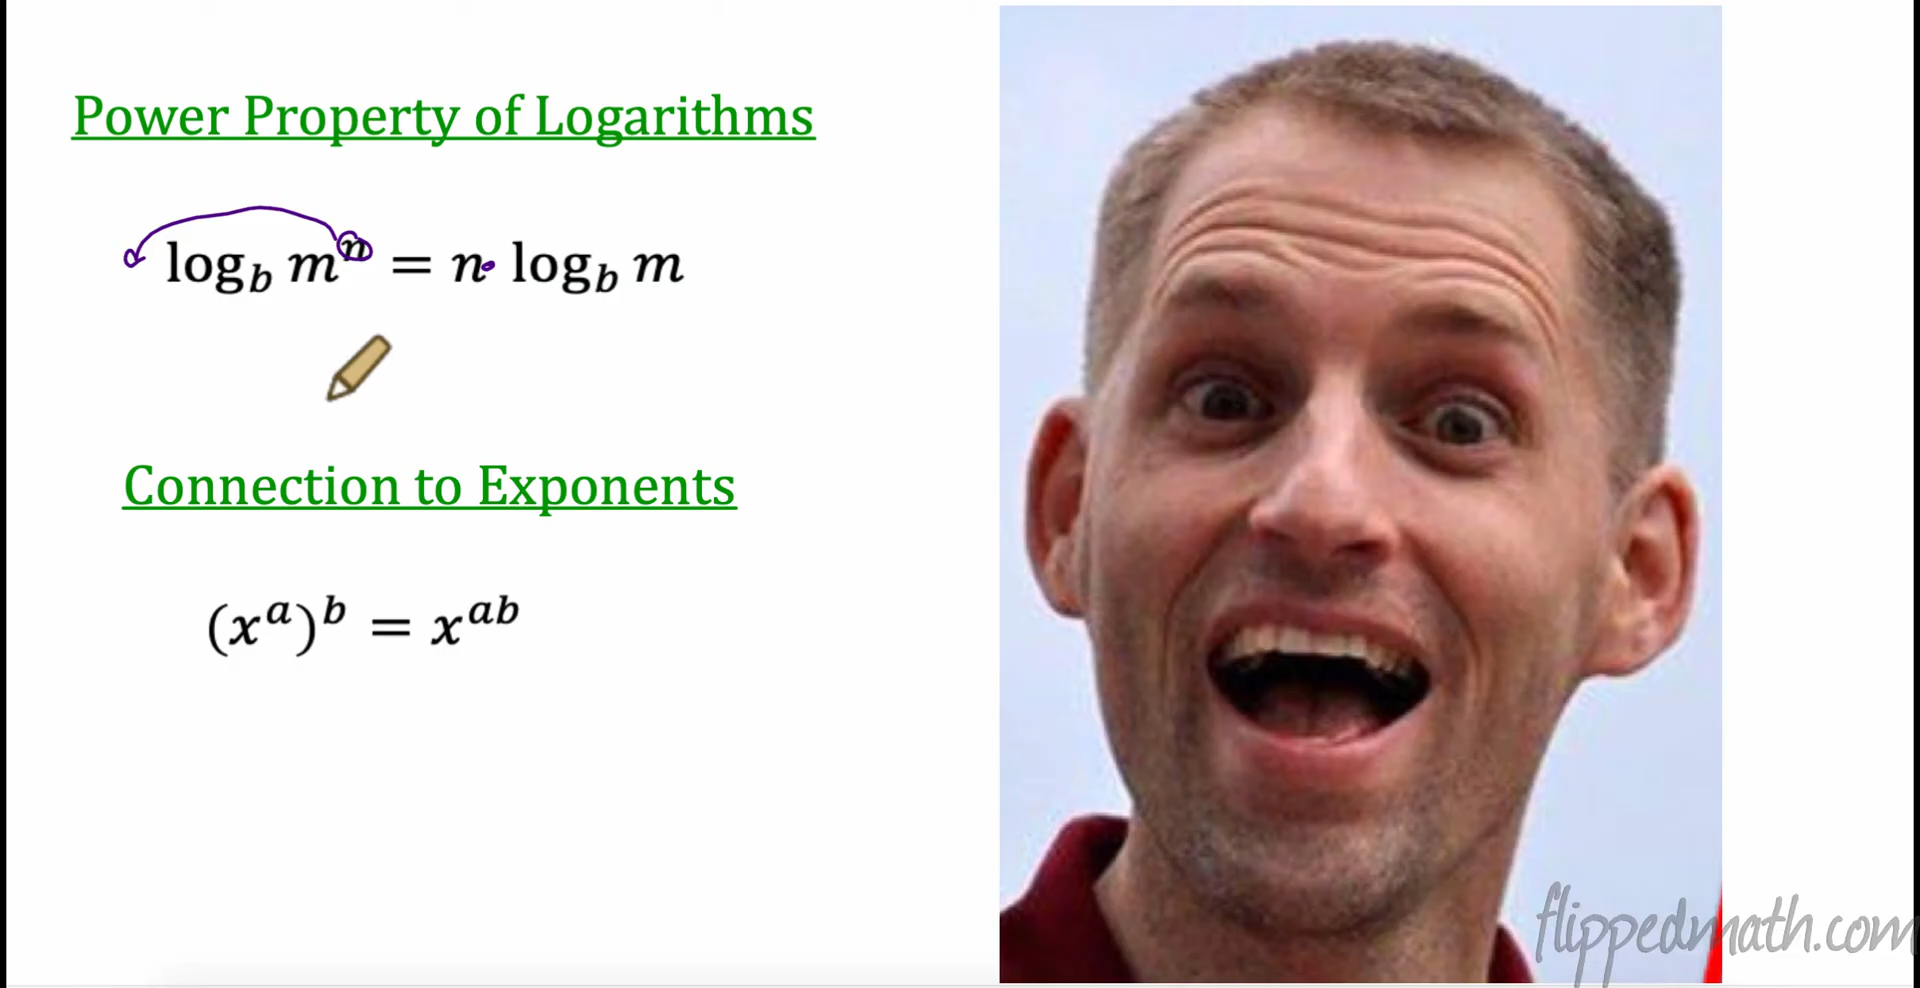 Power Property of Logarithms
log_b m^n = n · log_b m
Connection to Exponents
(x^a)^b = x^{ab}
flippedmath.com